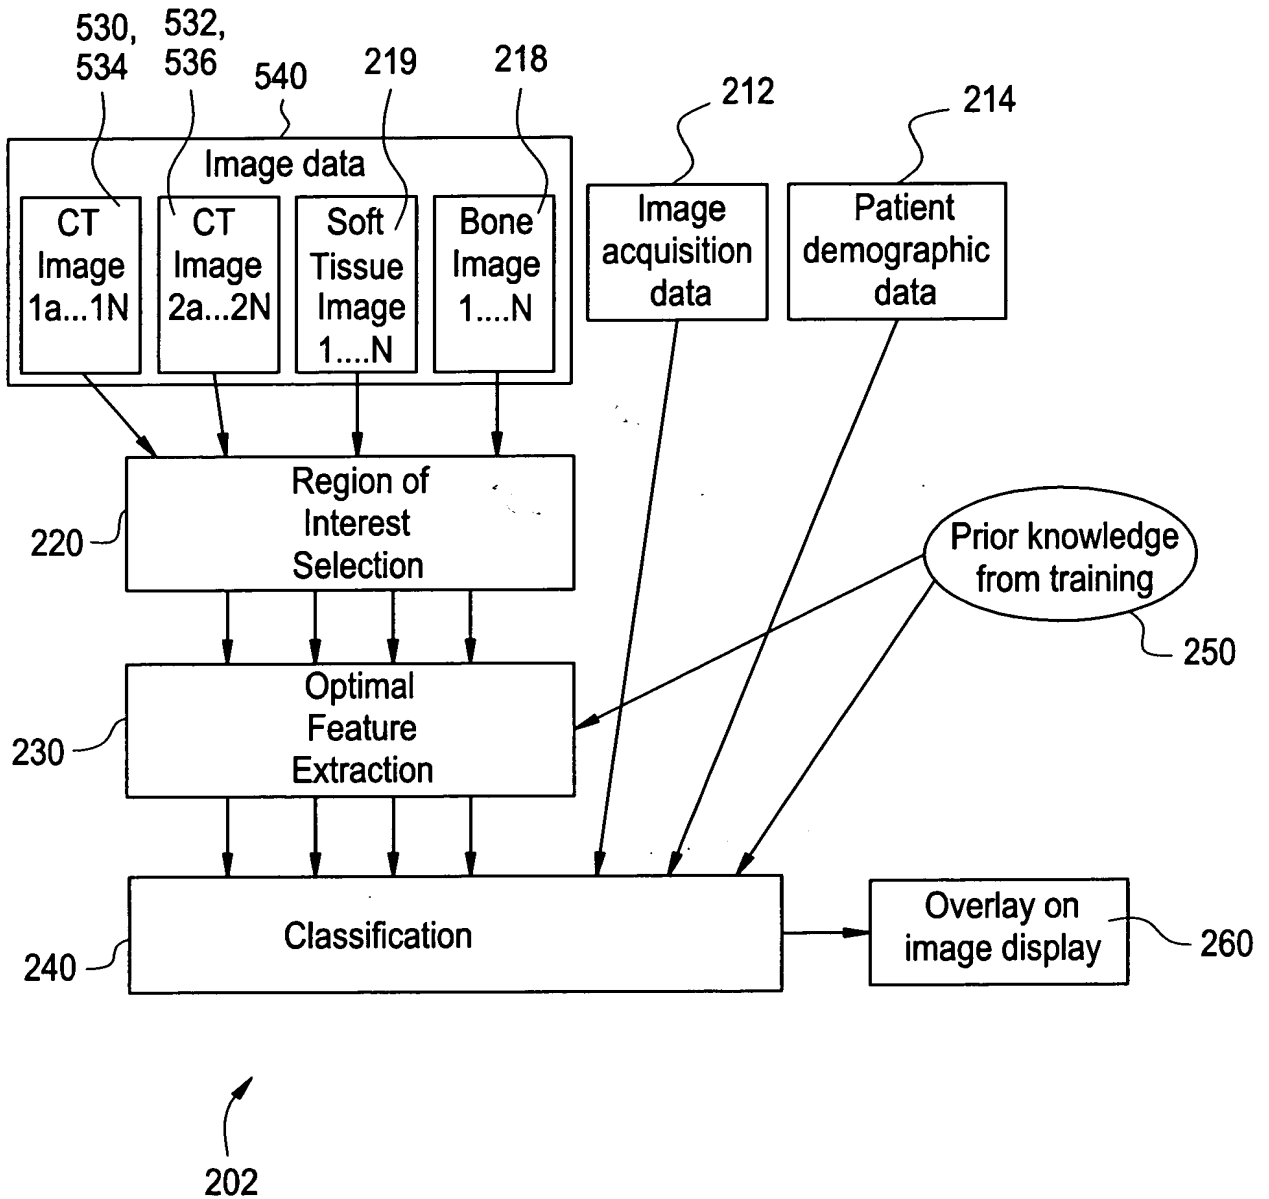 530,
534
532,
536
540
219
218
212
214
Image data
CT
Image
1a...1N
CT
Image
2a...2N
Soft
Tissue
Image
1....N
Bone
Image
1....N
Image
acquisition
data
Patient
demographic
data
Region of
Interest
Selection
220
Prior knowledge
from training
250
Optimal
Feature
Extraction
230
Classification
240
Overlay on
image display
260
202